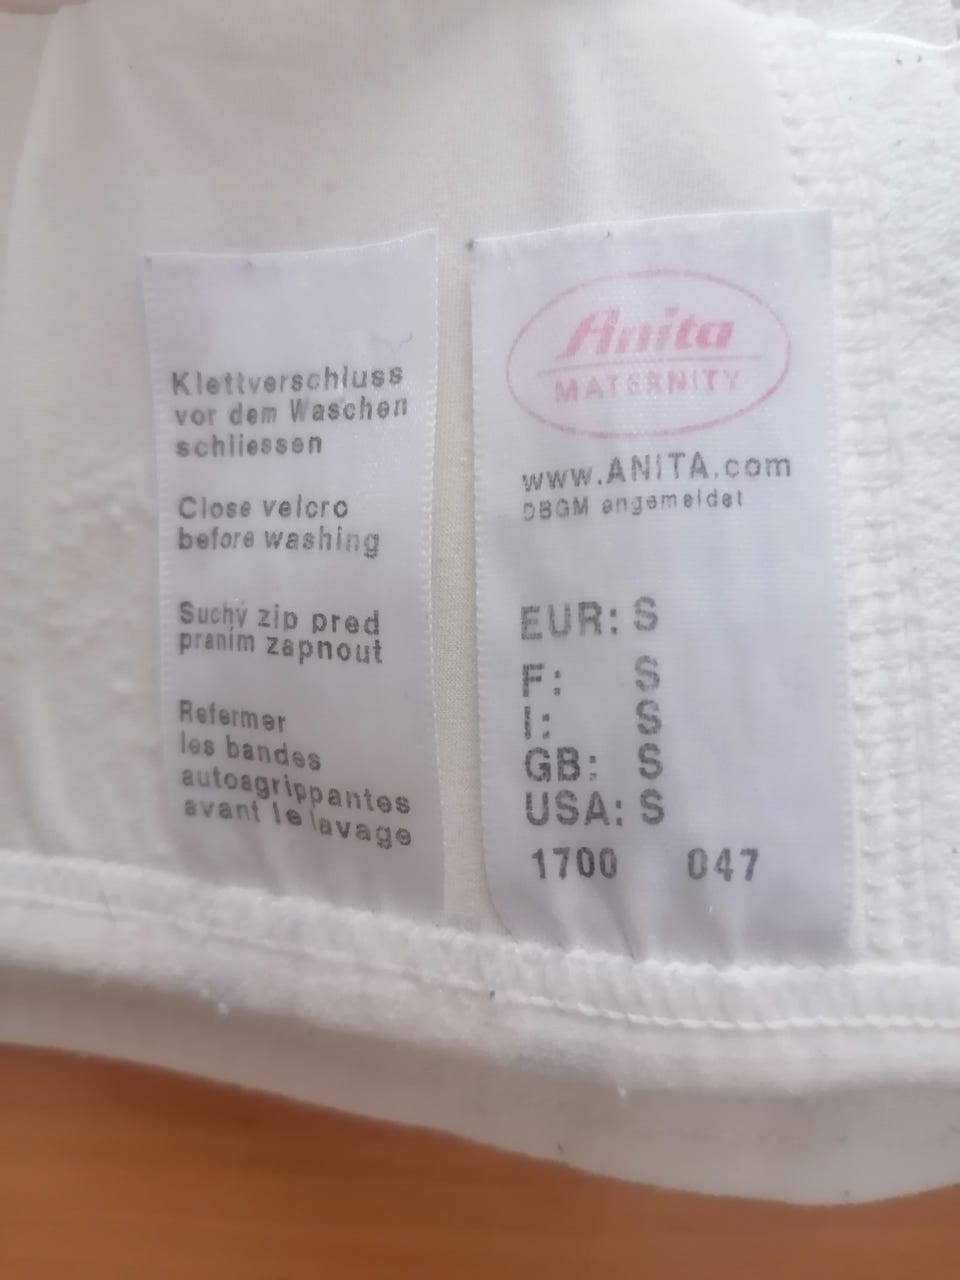 Klettverschluss
vor dem Waschen
schliessen
Close velcro
before washing
Suchý zip pred
praním zapnout
Refermer
les bandes
autoagrippantes
avant le lavage
Anita
MATERNITY
www.ANITA.com
DBGM angemeldet
EUR: S
F: S
I: S
GB: S
USA: S
1700 047